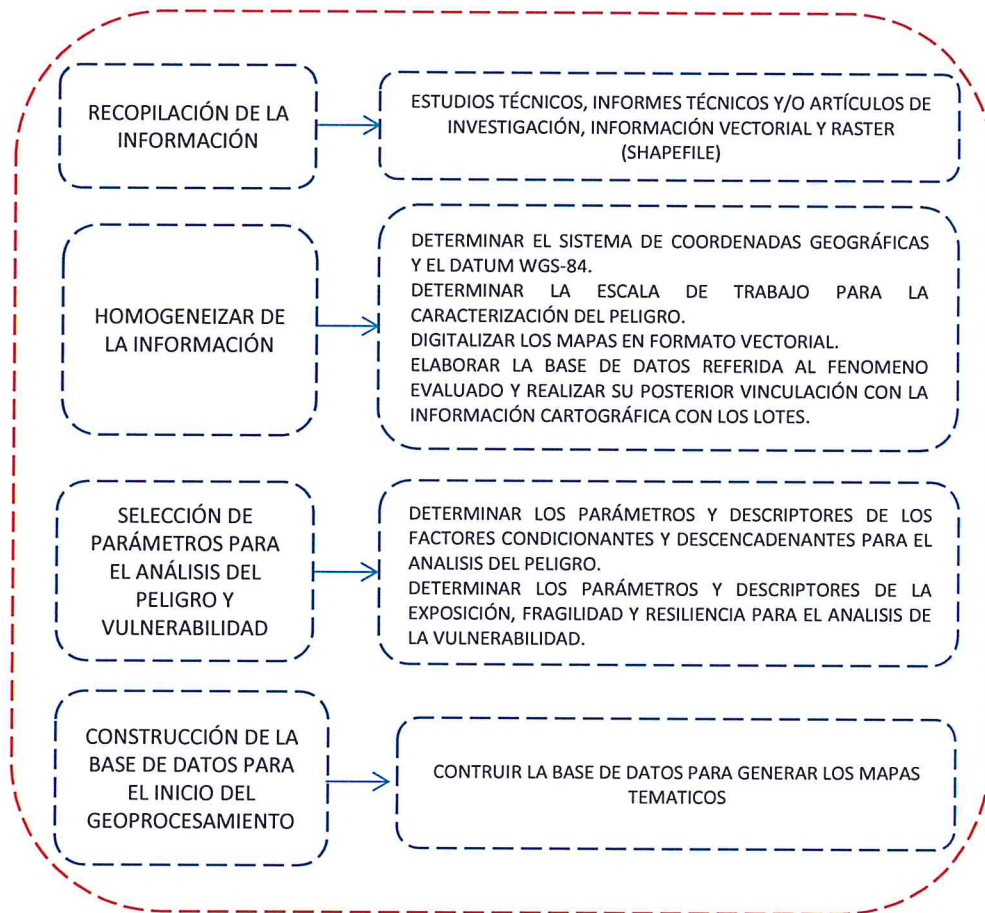 RECOPILACIÓN DE LA
INFORMACIÓN
ESTUDIOS TÉCNICOS, INFORMES TÉCNICOS Y/O ARTÍCULOS DE
INVESTIGACIÓN, INFORMACIÓN VECTORIAL Y RASTER
(SHAPEFILE)
HOMOGENEIZAR DE
LA INFORMACIÓN
DETERMINAR EL SISTEMA DE COORDENADAS GEOGRÁFICAS
Y EL DATUM WGS-84.
DETERMINAR LA ESCALA DE TRABAJO PARA LA
CARACTERIZACIÓN DEL PELIGRO.
DIGITALIZAR LOS MAPAS EN FORMATO VECTORIAL.
ELABORAR LA BASE DE DATOS REFERIDA AL FENOMENO
EVALUADO Y REALIZAR SU POSTERIOR VINCULACIÓN CON LA
INFORMACIÓN CARTOGRÁFICA CON LOS LOTES.
SELECCIÓN DE
PARÁMETROS PARA
EL ANÁLISIS DEL
PELIGRO Y
VULNERABILIDAD
DETERMINAR LOS PARÁMETROS Y DESCRIPTORES DE LOS
FACTORES CONDICIONANTES Y DESCENCADENANTES PARA EL
ANALISIS DEL PELIGRO.
DETERMINAR LOS PARÁMETROS Y DESCRIPTORES DE LA
EXPOSICIÓN, FRAGILIDAD Y RESILIENCIA PARA EL ANALISIS DE
LA VULNERABILIDAD.
CONSTRUCCIÓN DE LA
BASE DE DATOS PARA
EL INICIO DEL
GEOPROCESAMIENTO
CONTRUIR LA BASE DE DATOS PARA GENERAR LOS MAPAS
TEMATICOS